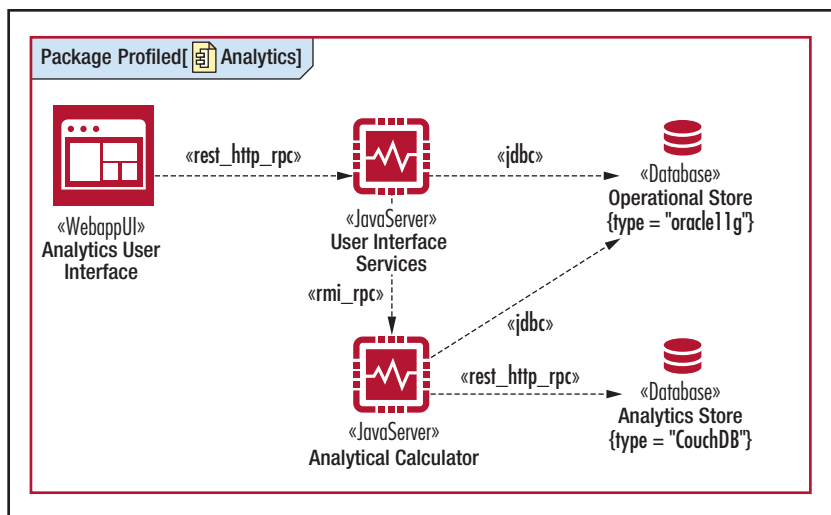 Package Profiled[ Analytics]
«rest_http_rpc»
«jdbc»
«WebappUI»
Analytics User
Interface
«JavaServer»
User Interface
Services
«Database»
Operational Store
{type = "oracle11g"}
«rmi_rpc»
«jdbc»
«rest_http_rpc»
«JavaServer»
Analytical Calculator
«Database»
Analytics Store
{type = "CouchDB"}